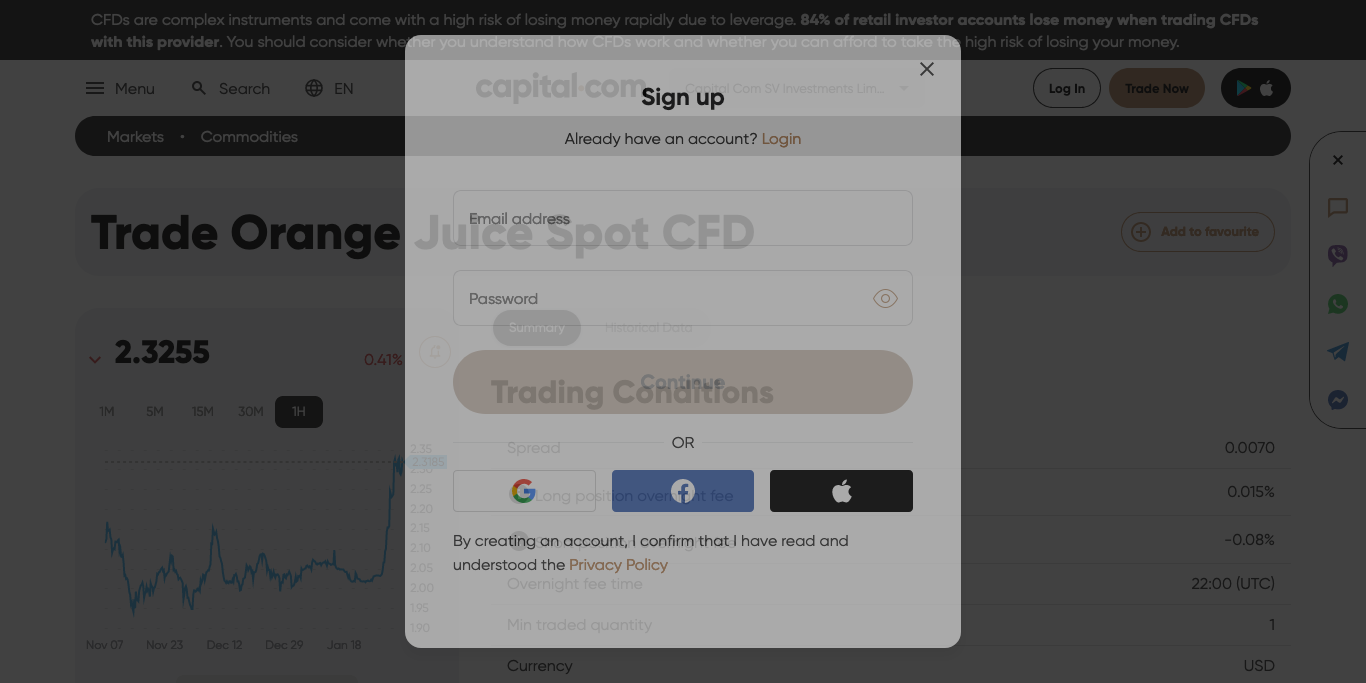 CFDs are complex instruments and come with a high risk of losing money rapidly due to leverage. 84% of retail investor accounts lose money when trading CFDs
with this provider. You should consider whether you understand how CFDs work and whether you can afford to take the high risk of losing your money.
Menu
Search
EN
capital.com
Capital Com SV Investments Lim...
Log In
Trade Now
Markets • Commodities
Sign up
Already have an account? Login
Trade Orange Juice Spot CFD
Add to favourite
Email address
Password
Summary
Historical Data
2.3255
0.41%
Continue
Trading Conditions
1M 5M 15M 30M 1H
OR
Spread
0.0070
Long position overnight fee
0.015%
-0.08%
By creating an account, I confirm that I have read and
understood the Privacy Policy
Overnight fee time
22:00 (UTC)
Min traded quantity
1
Currency
USD
2.35
2.3185
2.30
2.25
2.20
2.15
2.10
2.05
2.00
1.95
1.90
Nov 07 Nov 23 Dec 12 Dec 29 Jan 18